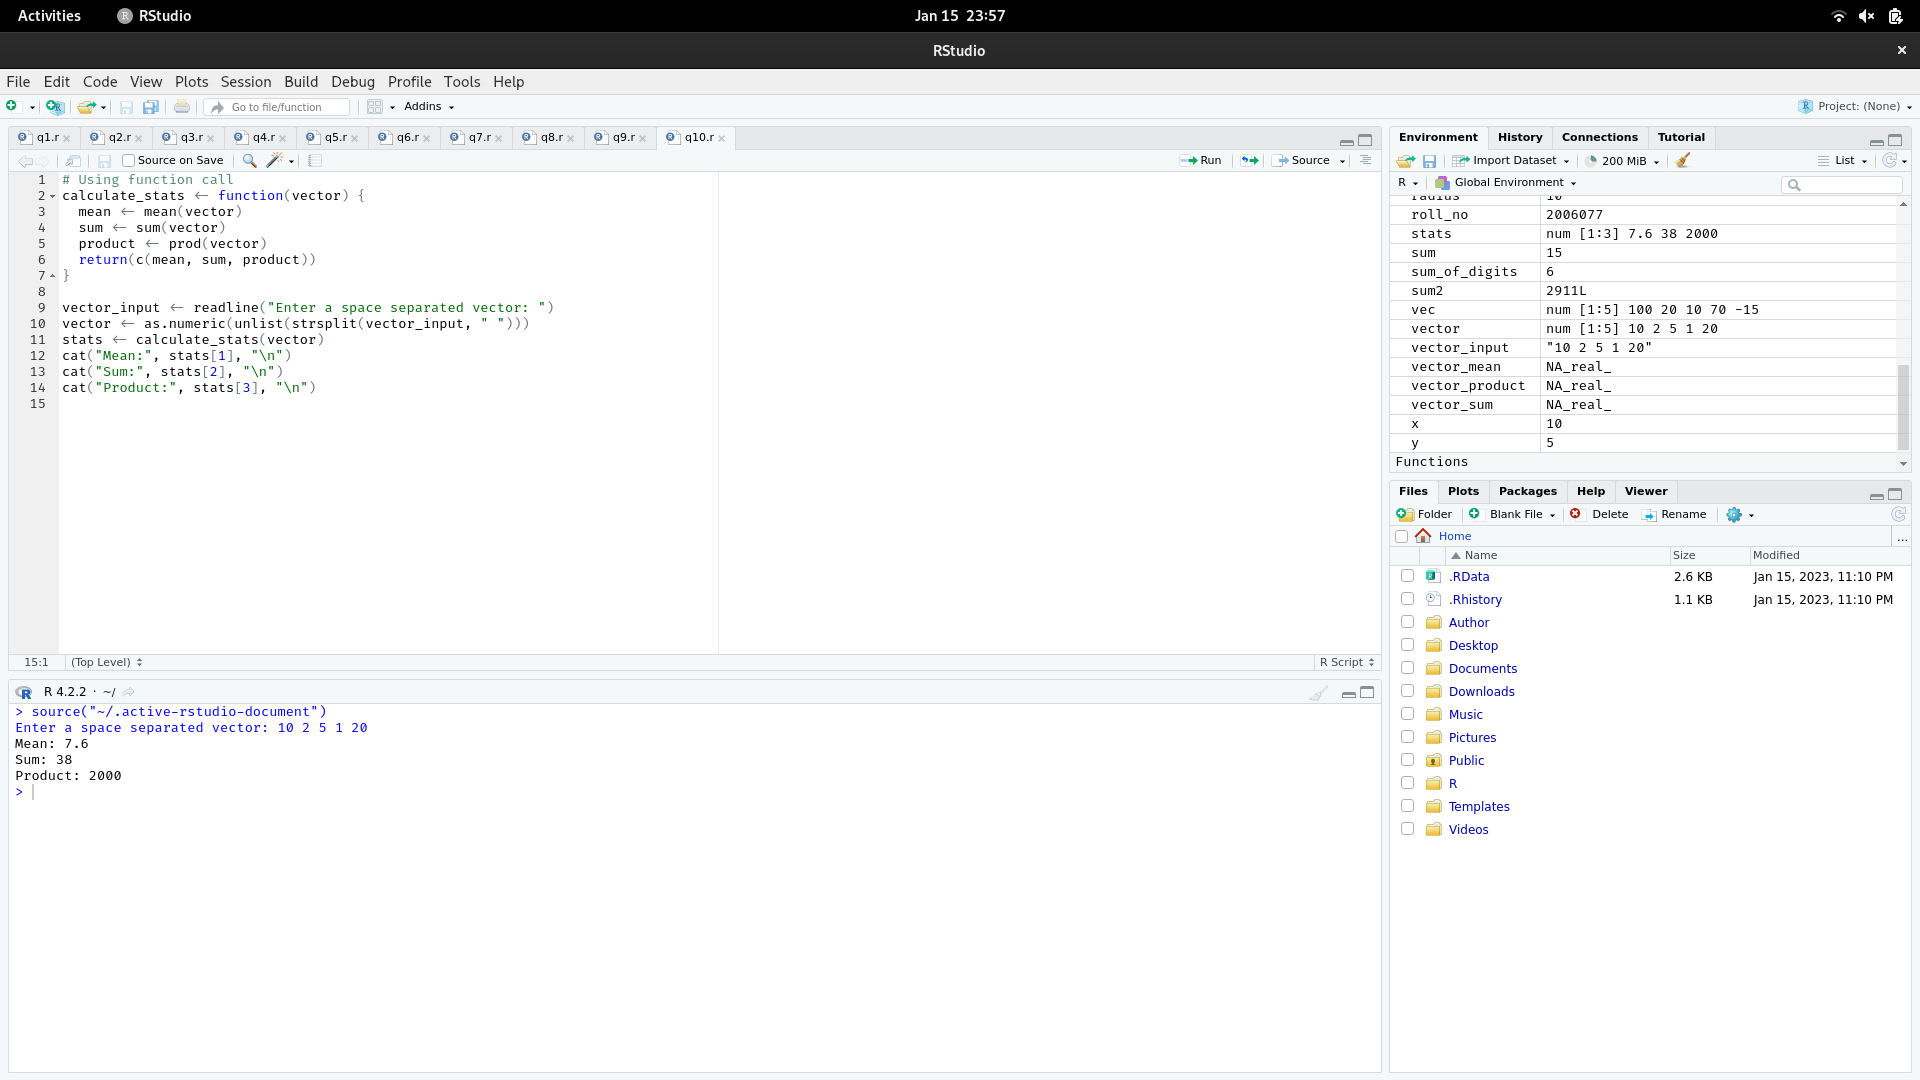 Activities RStudio Jan 15 23:57
RStudio
File Edit Code View Plots Session Build Debug Profile Tools Help
Go to file/function Addins Project: (None)
q1.r q2.r q3.r q4.r q5.r q6.r q7.r q8.r q9.r q10.r
Source on Save Run Source
1 # Using function call
2 calculate_stats <- function(vector) {
3 mean <- mean(vector)
4 sum <- sum(vector)
5 product <- prod(vector)
6 return(c(mean, sum, product))
7 }
8
9 vector_input <- readline("Enter a space separated vector: ")
10 vector <- as.numeric(unlist(strsplit(vector_input, " ")))
11 stats <- calculate_stats(vector)
12 cat("Mean:", stats[1], "\n")
13 cat("Sum:", stats[2], "\n")
14 cat("Product:", stats[3], "\n")
15
15:1 (Top Level) R Script
R 4.2.2 · ~/
> source("~/.active-rstudio-document")
Enter a space separated vector: 10 2 5 1 20
Mean: 7.6
Sum: 38
Product: 2000
>
Environment History Connections Tutorial
Import Dataset 200 MiB List
R Global Environment
radius 10
roll_no 2006077
stats num [1:3] 7.6 38 2000
sum 15
sum_of_digits 6
sum2 2911L
vec num [1:5] 100 20 10 70 -15
vector num [1:5] 10 2 5 1 20
vector_input "10 2 5 1 20"
vector_mean NA_real_
vector_product NA_real_
vector_sum NA_real_
x 10
y 5
Functions
Files Plots Packages Help Viewer
Folder Blank File Delete Rename
Home ...
Name Size Modified
.RData 2.6 KB Jan 15, 2023, 11:10 PM
.Rhistory 1.1 KB Jan 15, 2023, 11:10 PM
Author
Desktop
Documents
Downloads
Music
Pictures
Public
R
Templates
Videos